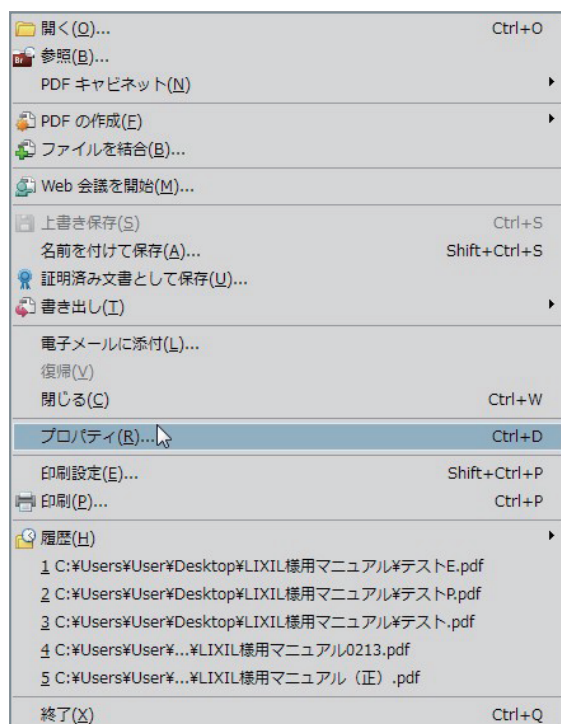 開く(O)... Ctrl+O
Br 参照(B)...
PDF キャビネット(N)
PDF の作成(F)
ファイルを結合(B)...
Web 会議を開始(M)...
上書き保存(S) Ctrl+S
名前を付けて保存(A)... Shift+Ctrl+S
証明済み文書として保存(U)...
書き出し(T)
電子メールに添付(L)...
復帰(V)
閉じる(C) Ctrl+W
プロパティ(R)... Ctrl+D
印刷設定(E)... Shift+Ctrl+P
印刷(P)... Ctrl+P
履歴(H)
1 C:¥Users¥User¥Desktop¥LIXIL様用マニュアル¥テストE.pdf
2 C:¥Users¥User¥Desktop¥LIXIL様用マニュアル¥テストP.pdf
3 C:¥Users¥User¥Desktop¥LIXIL様用マニュアル¥テスト.pdf
4 C:¥Users¥User¥...¥LIXIL様用マニュアル0213.pdf
5 C:¥Users¥User¥...¥LIXIL様用マニュアル（正）.pdf
終了(X) Ctrl+Q